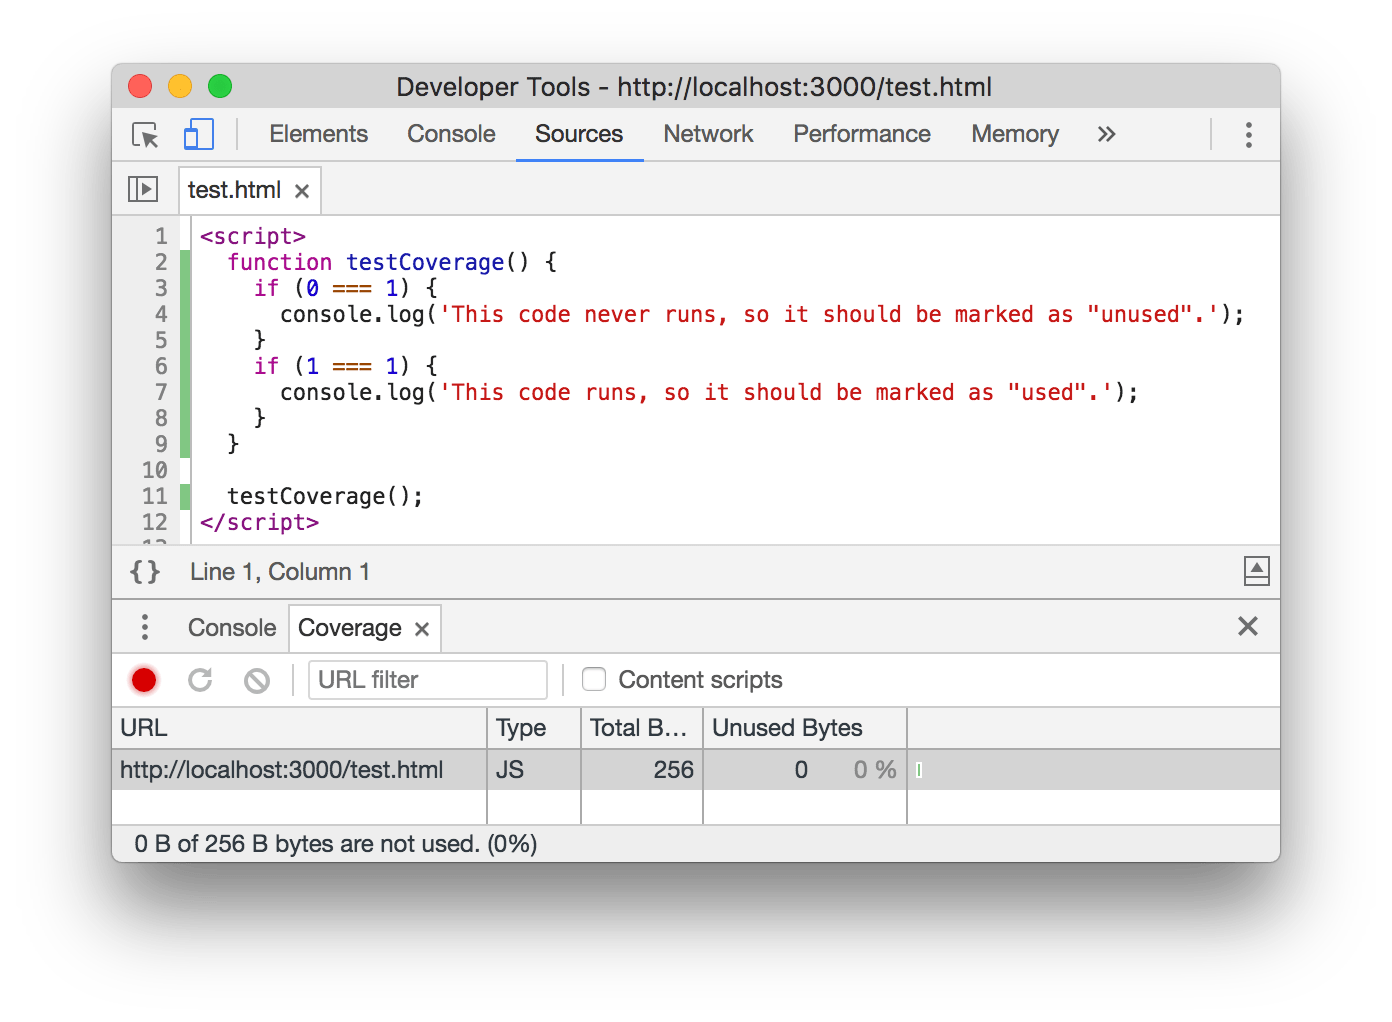 Developer Tools - http://localhost:3000/test.html
Elements Console Sources Network Performance Memory »
test.html ×
1 <script>
2   function testCoverage() {
3     if (0 === 1) {
4       console.log('This code never runs, so it should be marked as "unused".');
5     }
6     if (1 === 1) {
7       console.log('This code runs, so it should be marked as "used".');
8     }
9   }
10
11   testCoverage();
12 </script>
{} Line 1, Column 1
Console Coverage ×
URL filter Content scripts
URL Type Total B... Unused Bytes
http://localhost:3000/test.html JS 256 0 0 %
0 B of 256 B bytes are not used. (0%)